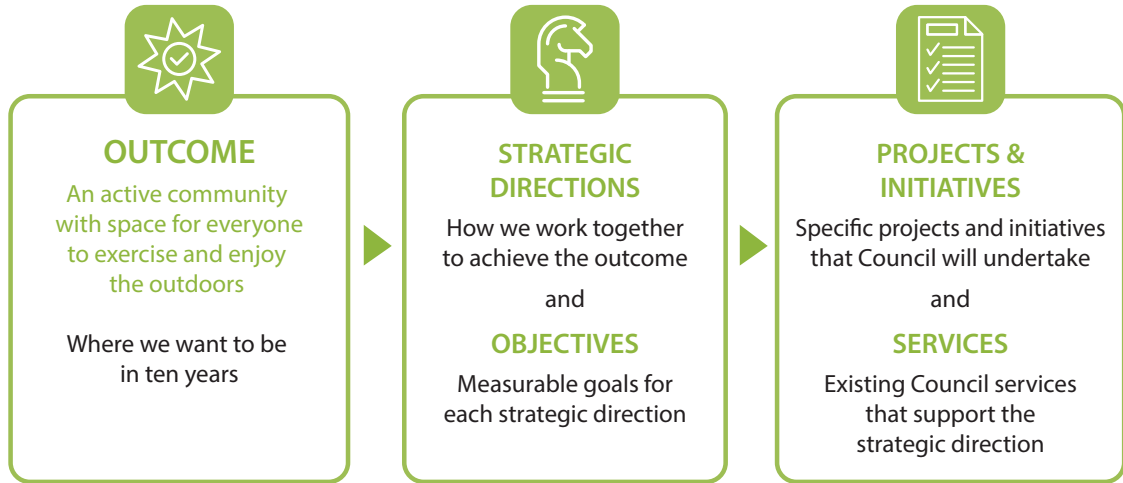 OUTCOME
An active community
with space for everyone
to exercise and enjoy
the outdoors
Where we want to be
in ten years
STRATEGIC
DIRECTIONS
How we work together
to achieve the outcome
and
OBJECTIVES
Measurable goals for
each strategic direction
PROJECTS &
INITIATIVES
Specific projects and initiatives
that Council will undertake
and
SERVICES
Existing Council services
that support the
strategic direction